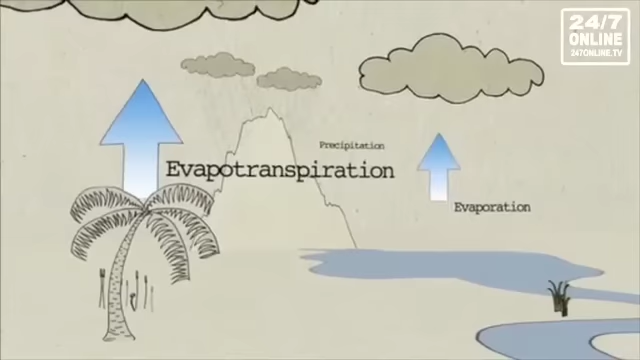 24/7
ONLINE
247ONLINE.TV
Precipitation
Evapotranspiration
Evaporation